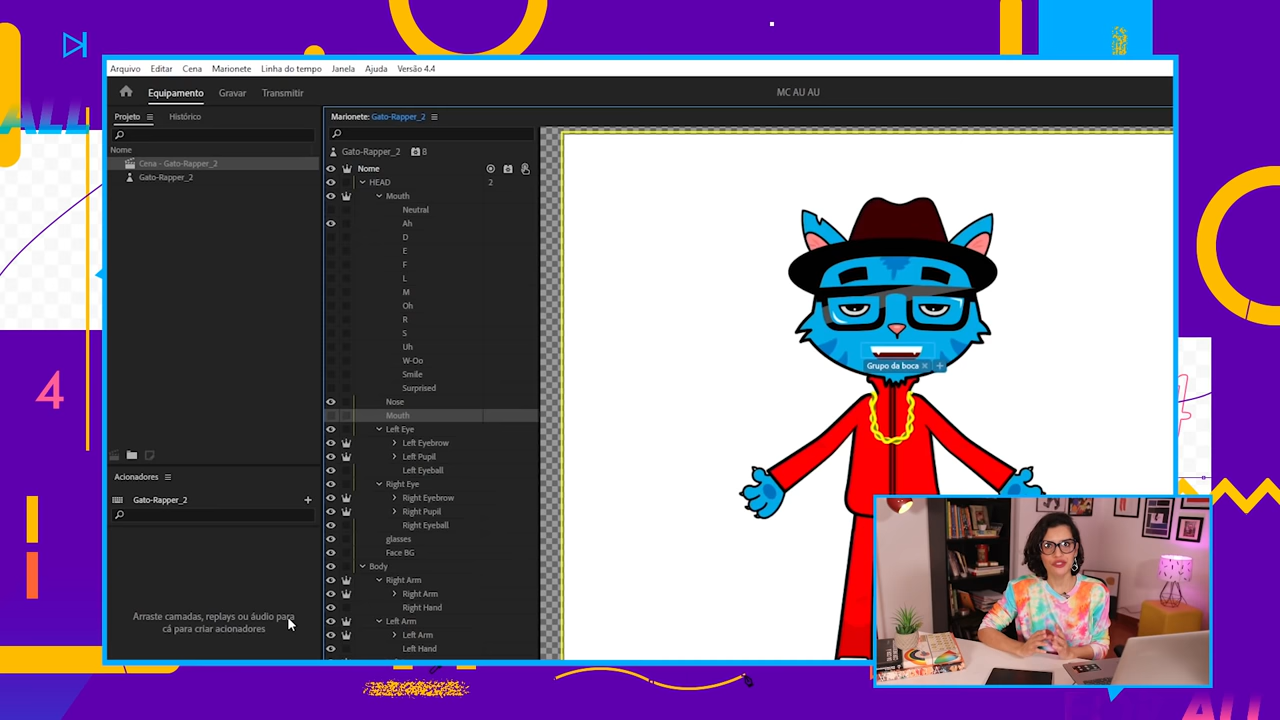 Arquivo Editar Cena Marionete Linha do tempo Janela Ajuda Versão 4.4
Equipamento Gravar Transmitir MC AU AU
Projeto Histórico
Nome
Cena - Gato-Rapper_2
Gato-Rapper_2
Marionete: Gato-Rapper_2
Gato-Rapper_2 8
Nome
HEAD 2
Mouth
Neutral
Ah
D
E
F
L
M
Oh
R
S
Uh
W-Oo
Smile
Surprised
Nose
Mouth
Left Eye
Left Eyebrow
Left Pupil
Left Eyeball
Right Eye
Right Eyebrow
Right Pupil
Right Eyeball
glasses
Face BG
Body
Right Arm
Right Arm
Right Hand
Left Arm
Left Arm
Left Hand
Grupo da boca
Acionadores
Gato-Rapper_2
Arraste camadas, replays ou áudio para
cá para criar acionadores
ALL
4
ALL